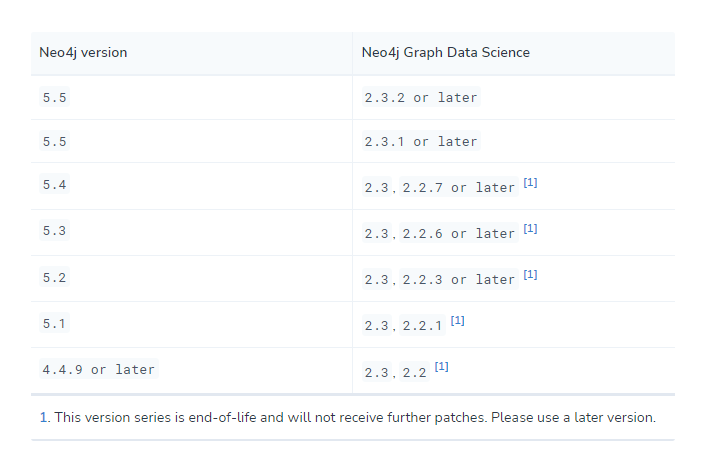 Neo4j version Neo4j Graph Data Science
5.5 2.3.2 or later
5.5 2.3.1 or later
5.4 2.3, 2.2.7 or later [1]
5.3 2.3, 2.2.6 or later [1]
5.2 2.3, 2.2.3 or later [1]
5.1 2.3, 2.2.1 [1]
4.4.9 or later 2.3, 2.2 [1]
1. This version series is end-of-life and will not receive further patches. Please use a later version.